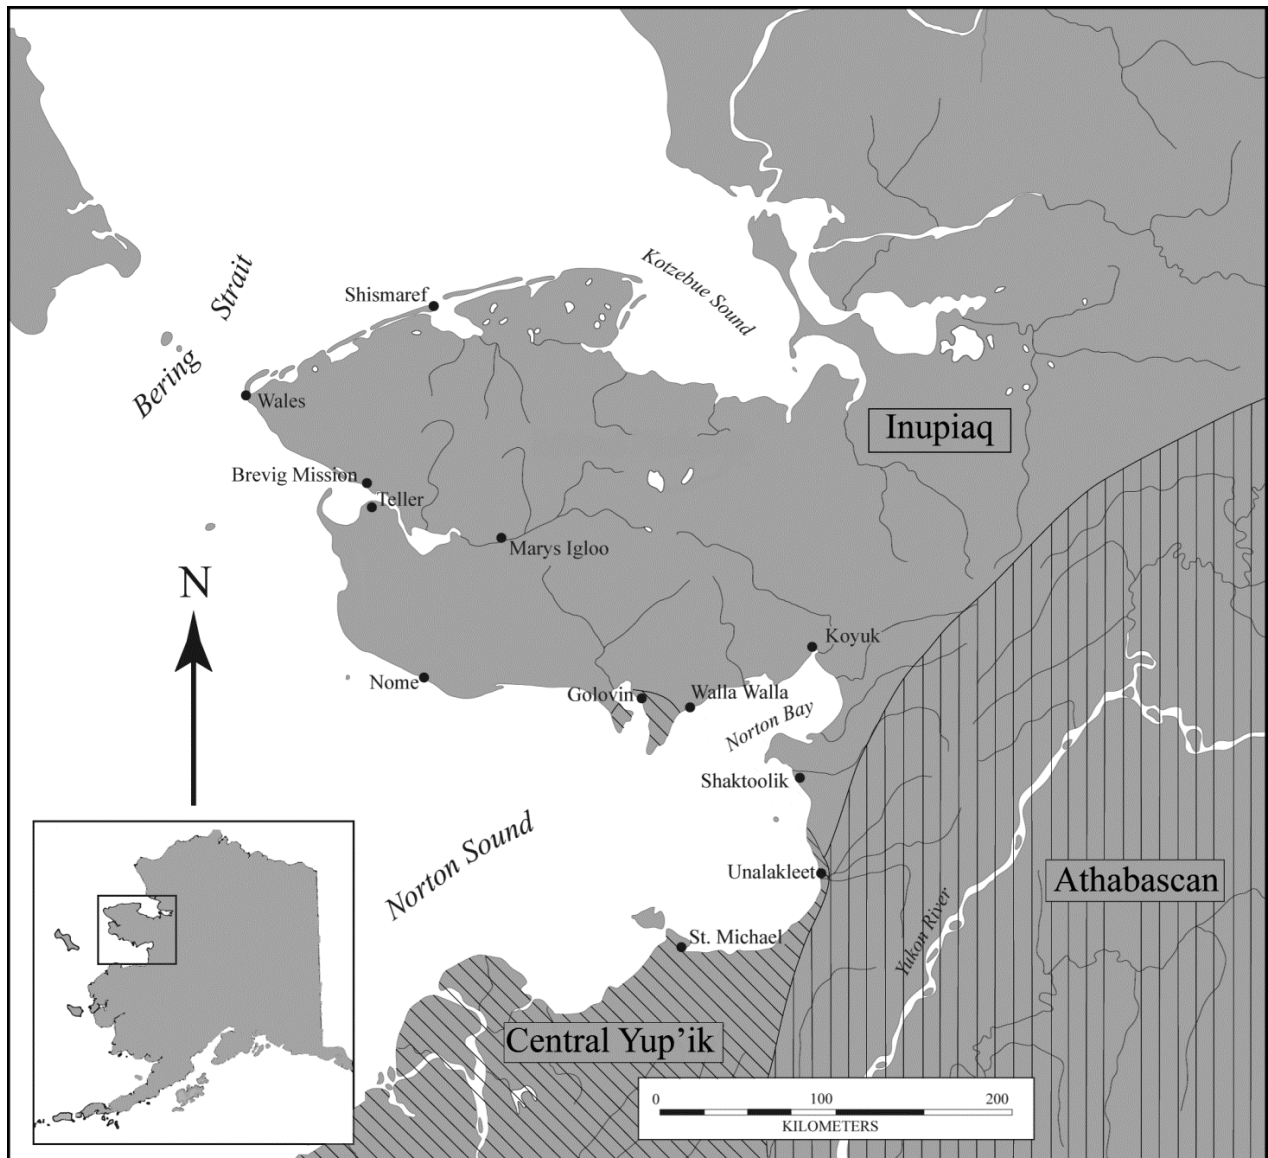 Kotzebue Sound
Bering Strait
Shismaref
Wales
Inupiaq
Brevig Mission
Teller
Marys Igloo
N
Koyuk
Nome
Golovin
Walla Walla
Norton Bay
Shaktoolik
Norton Sound
Unalakleet
Athabascan
St. Michael
Yukon River
Central Yup’ik
0 100 200
KILOMETERS